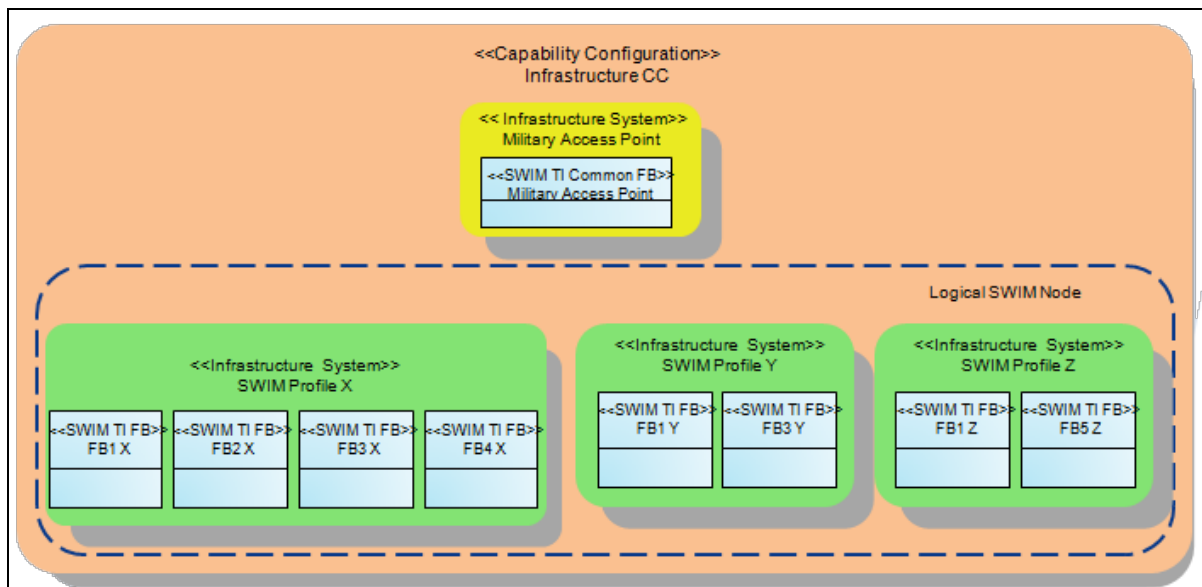 <<Capability Configuration>>
Infrastructure CC
<< Infrastructure System>>
Military Access Point
<<SWIM TI Common FB>>
Military Access Point
Logical SWIM Node
<<Infrastructure System>>
SWIM Profile X
<<SWIM TI FB>>
FB1 X
<<SWIM TI FB>>
FB2 X
<<SWIM TI FB>>
FB3 X
<<SWIM TI FB>>
FB4 X
<<Infrastructure System>>
SWIM Profile Y
<<SWIM TI FB>>
FB1 Y
<<SWIM TI FB>>
FB3 Y
<<Infrastructure System>>
SWIM Profile Z
<<SWIM TI FB>>
FB1 Z
<<SWIM TI FB>>
FB5 Z